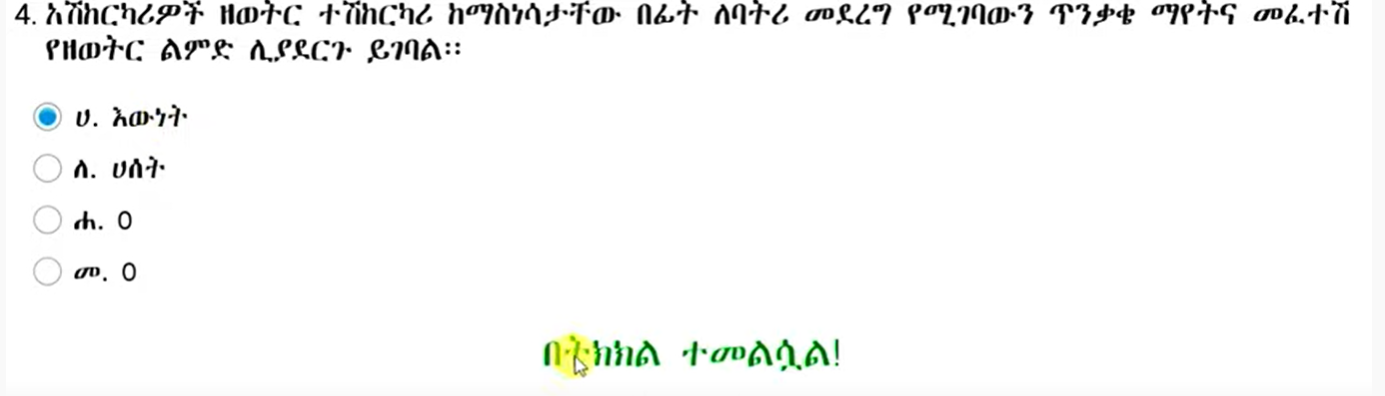 4. አሽከርካሪዎች ዘወትር ተሽከርካሪ ከማስነሳታቸው በፊት ለባትሪ መደረግ የሚገባውን ጥንቃቄ ማየትና መፈተሽ
የዘወትር ልምድ ሊያደርጉ ይገባል።
ሀ. እውነት
ለ. ሀሰት
ሐ. 0
መ. 0
በትክክል ተመልሷል!